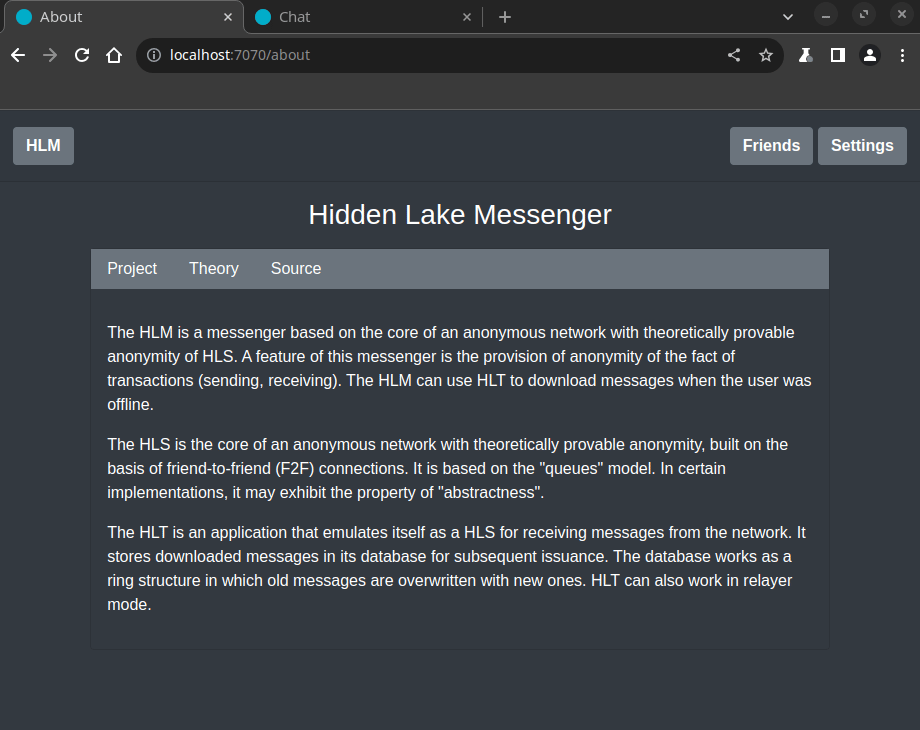 About
Chat
localhost:7070/about
HLM
Friends
Settings
Hidden Lake Messenger
Project
Theory
Source
The HLM is a messenger based on the core of an anonymous network with theoretically provable
anonymity of HLS. A feature of this messenger is the provision of anonymity of the fact of
transactions (sending, receiving). The HLM can use HLT to download messages when the user was
offline.
The HLS is the core of an anonymous network with theoretically provable anonymity, built on the
basis of friend-to-friend (F2F) connections. It is based on the "queues" model. In certain
implementations, it may exhibit the property of "abstractness".
The HLT is an application that emulates itself as a HLS for receiving messages from the network. It
stores downloaded messages in its database for subsequent issuance. The database works as a
ring structure in which old messages are overwritten with new ones. HLT can also work in relayer
mode.